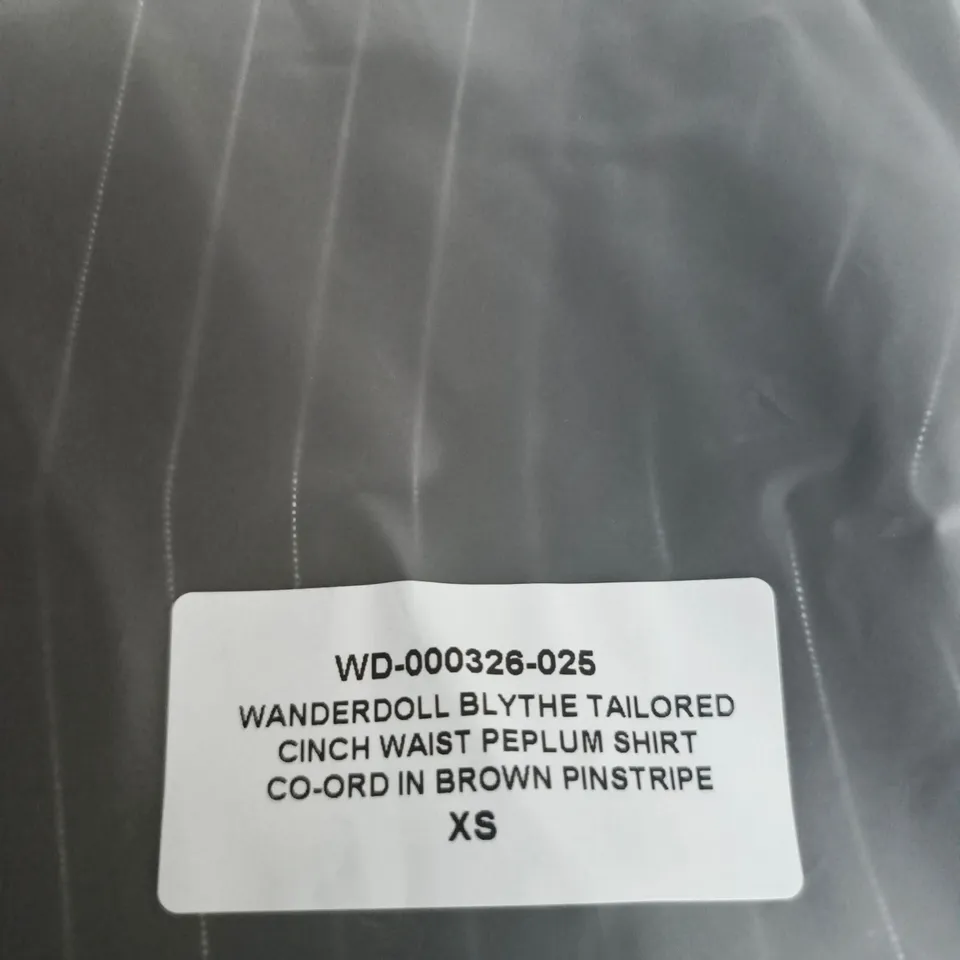 WD-000326-025
WANDERDOLL BLYTHE TAILORED
CINCH WAIST PEPLUM SHIRT
CO-ORD IN BROWN PINSTRIPE
XS